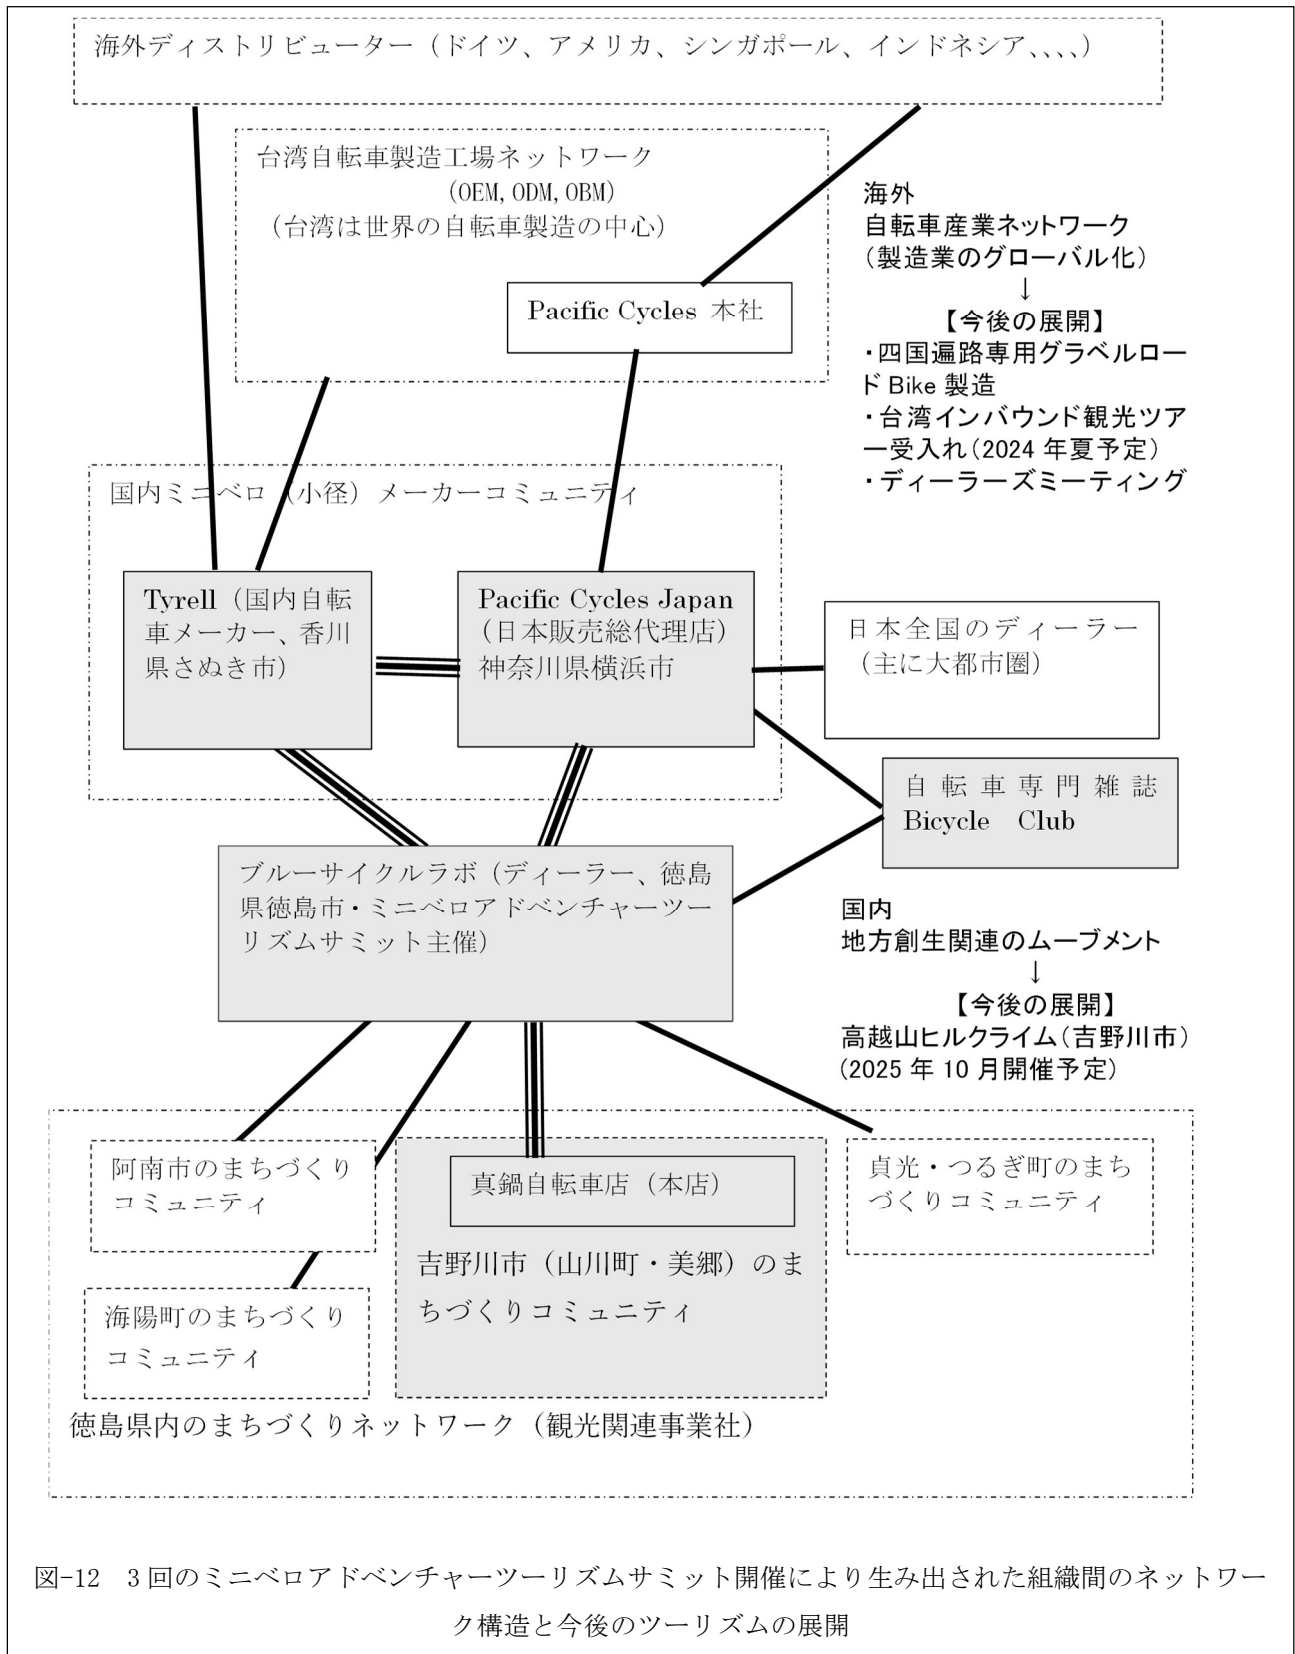 海外ディストリビューター（ドイツ、アメリカ、シンガポール、インドネシア、、、、）
台湾自転車製造工場ネットワーク
（OEM, ODM, OBM）
（台湾は世界の自転車製造の中心）
Pacific Cycles 本社
海外
自転車産業ネットワーク
（製造業のグローバル化）
↓
【今後の展開】
・四国遍路専用グラベルロー
ド Bike 製造
・台湾インバウンド観光ツア
ー受入れ（2024 年夏予定）
・ディーラーズミーティング
国内ミニベロ（小径）メーカーコミュニティ
Tyrell（国内自転
車メーカー、香川
県さぬき市）
Pacific Cycles Japan
（日本販売総代理店）
神奈川県横浜市
日本全国のディーラー
（主に大都市圏）
自転車専門雑誌
Bicycle　Club
ブルーサイクルラボ（ディーラー、徳島
県徳島市・ミニベロアドベンチャーツー
リズムサミット主催）
国内
地方創生関連のムーブメント
↓
【今後の展開】
高越山ヒルクライム（吉野川市）
（2025 年 10 月開催予定）
阿南市のまちづくり
コミュニティ
真鍋自転車店（本店）
貞光・つるぎ町のまち
づくりコミュニティ
吉野川市（山川町・美郷）のま
ちづくりコミュニティ
海陽町のまちづくり
コミュニティ
徳島県内のまちづくりネットワーク（観光関連事業社）
図-12　3 回のミニベロアドベンチャーツーリズムサミット開催により生み出された組織間のネットワー
ク構造と今後のツーリズムの展開